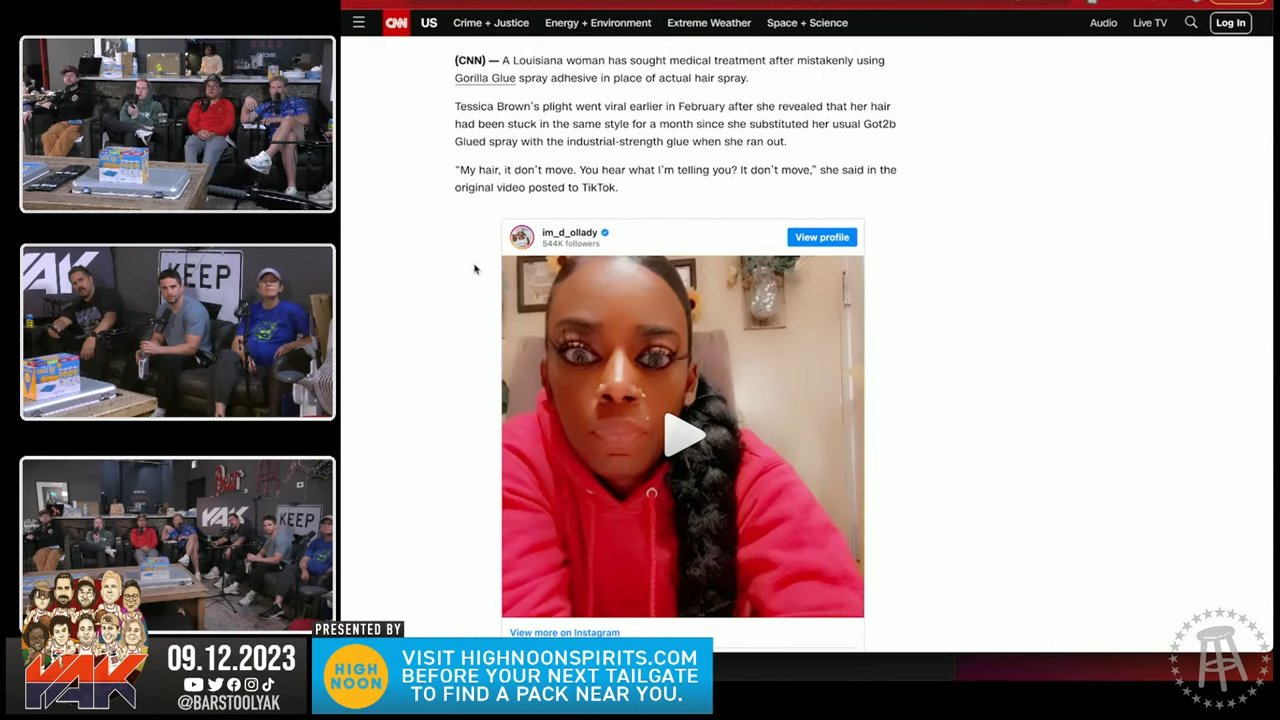 CNN
US
Crime + Justice
Energy + Environment
Extreme Weather
Space + Science
Audio
Live TV
Log In
(CNN) — A Louisiana woman has sought medical treatment after mistakenly using
Gorilla Glue spray adhesive in place of actual hair spray.
Tessica Brown's plight went viral earlier in February after she revealed that her hair
had been stuck in the same style for a month since she substituted her usual Got2b
Glued spray with the industrial-strength glue when she ran out.
“My hair, it don’t move. You hear what I’m telling you? It don’t move,” she said in the
original video posted to TikTok.
im_d_ollady
544K followers
View profile
View more on Instagram
YAK
KEEP
Beer
YAK
KEEP
YAK
09.12.2023
@BARSTOOLYAK
PRESENTED BY
HIGH
NOON
VISIT HIGHNOONSPIRITS.COM
BEFORE YOUR NEXT TAILGATE
TO FIND A PACK NEAR YOU.